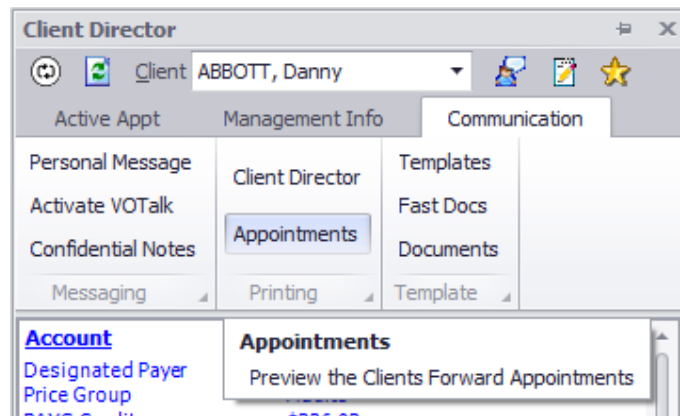 Client Director
Client ABBOTT, Danny
Active Appt Management Info Communication
Personal Message
Activate VOTalk
Confidential Notes
Messaging
Client Director
Appointments
Printing
Templates
Fast Docs
Documents
Template
Account
Designated Payer
Price Group
Appointments
Preview the Clients Forward Appointments